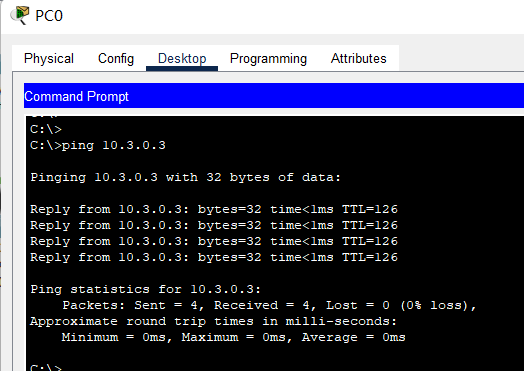 PC0
Physical Config Desktop Programming Attributes
Command Prompt
C:\>
C:\>ping 10.3.0.3
Pinging 10.3.0.3 with 32 bytes of data:
Reply from 10.3.0.3: bytes=32 time<1ms TTL=126
Reply from 10.3.0.3: bytes=32 time<1ms TTL=126
Reply from 10.3.0.3: bytes=32 time<1ms TTL=126
Reply from 10.3.0.3: bytes=32 time<1ms TTL=126
Ping statistics for 10.3.0.3:
Packets: Sent = 4, Received = 4, Lost = 0 (0% loss),
Approximate round trip times in milli-seconds:
Minimum = 0ms, Maximum = 0ms, Average = 0ms
C:\>